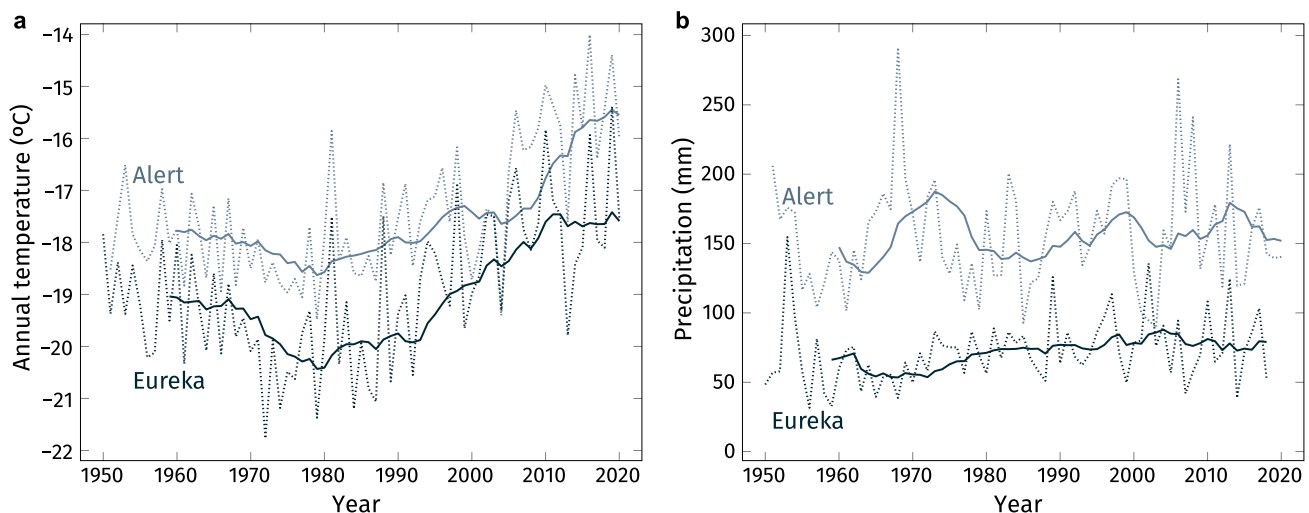 a
Annual temperature (ºC)
−14
−15
−16
−17
−18
−19
−20
−21
−22
Alert
Eureka
1950 1960 1970 1980 1990 2000 2010 2020
Year
b
Precipitation (mm)
300
250
200
150
100
50
0
Alert
Eureka
1950 1960 1970 1980 1990 2000 2010 2020
Year